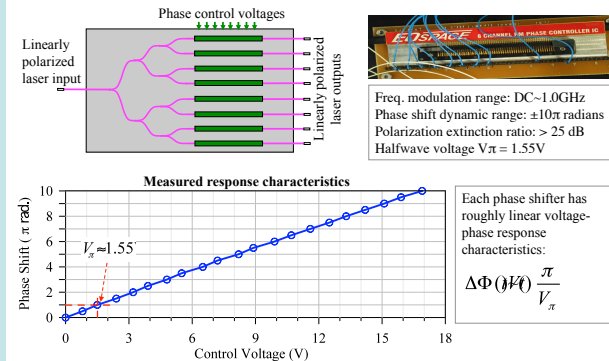 Phase control voltages
Linearly
polarized
laser input
Linearly polarized
laser outputs
EOSPACE 8 CHANNEL PM PHASE CONTROLLER IC
Freq. modulation range: DC~1.0GHz
Phase shift dynamic range: ±10π radians
Polarization extinction ratio: > 25 dB
Halfwave voltage Vπ = 1.55V
Measured response characteristics
Phase Shift ( π rad.)
10
8
6
4
2
0
Vπ≈1.55
0 3 6 9 12 15 18
Control Voltage (V)
Each phase shifter has
roughly linear voltage-
phase response
characteristics:
ΔΦ π
Vπ